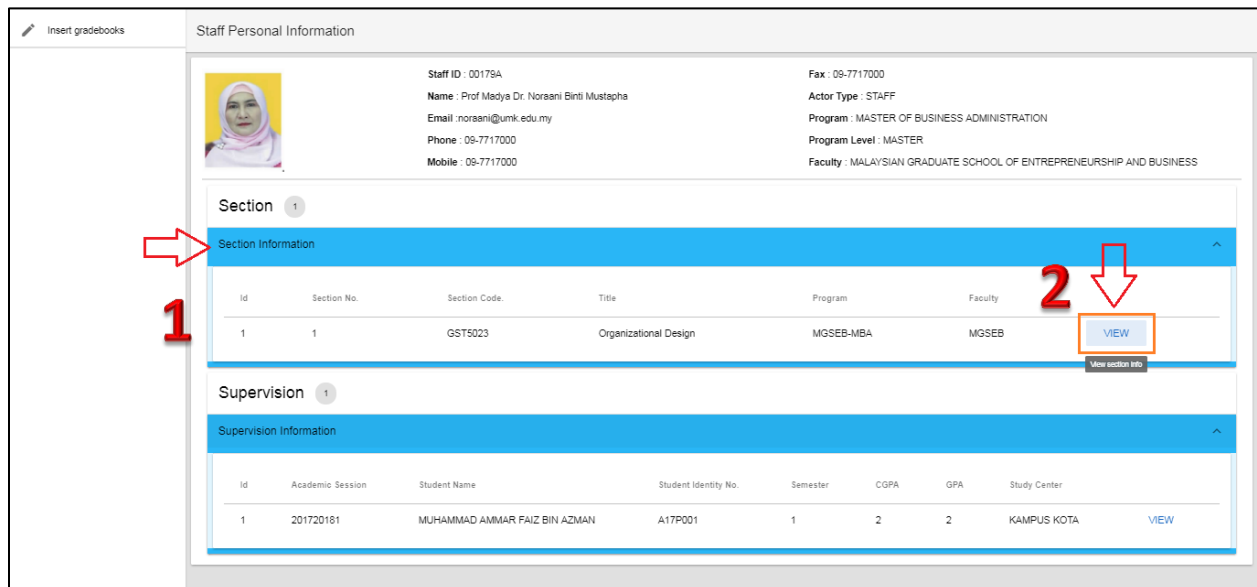 Insert gradebooks
Staff Personal Information
Staff ID : 00179A
Name : Prof Madya Dr. Noraani Binti Mustapha
Email :noraani@umk.edu.my
Phone : 09-7717000
Mobile : 09-7717000
Fax : 09-7717000
Actor Type : STAFF
Program : MASTER OF BUSINESS ADMINISTRATION
Program Level : MASTER
Faculty : MALAYSIAN GRADUATE SCHOOL OF ENTREPRENEURSHIP AND BUSINESS
Section 1
Section Information
1
2
Id Section No. Section Code. Title Program Faculty
1 1 GST5023 Organizational Design MGSEB-MBA MGSEB VIEW
View section info
Supervision 1
Supervision Information
Id Academic Session Student Name Student Identity No. Semester CGPA GPA Study Center
1 201720181 MUHAMMAD AMMAR FAIZ BIN AZMAN A17P001 1 2 2 KAMPUS KOTA VIEW